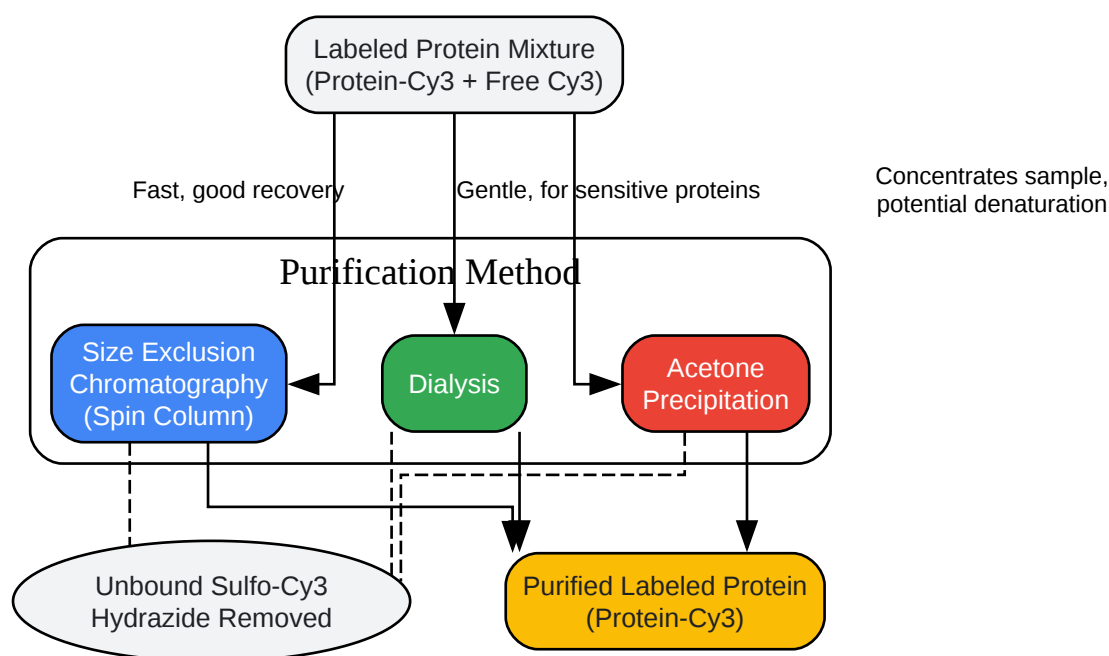 Labeled Protein Mixture
(Protein-Cy3 + Free Cy3)
Fast, good recovery
Gentle, for sensitive proteins
Concentrates sample,
potential denaturation
Purification Method
Size Exclusion
Chromatography
(Spin Column)
Dialysis
Acetone
Precipitation
Unbound Sulfo-Cy3
Hydrazide Removed
Purified Labeled Protein
(Protein-Cy3)